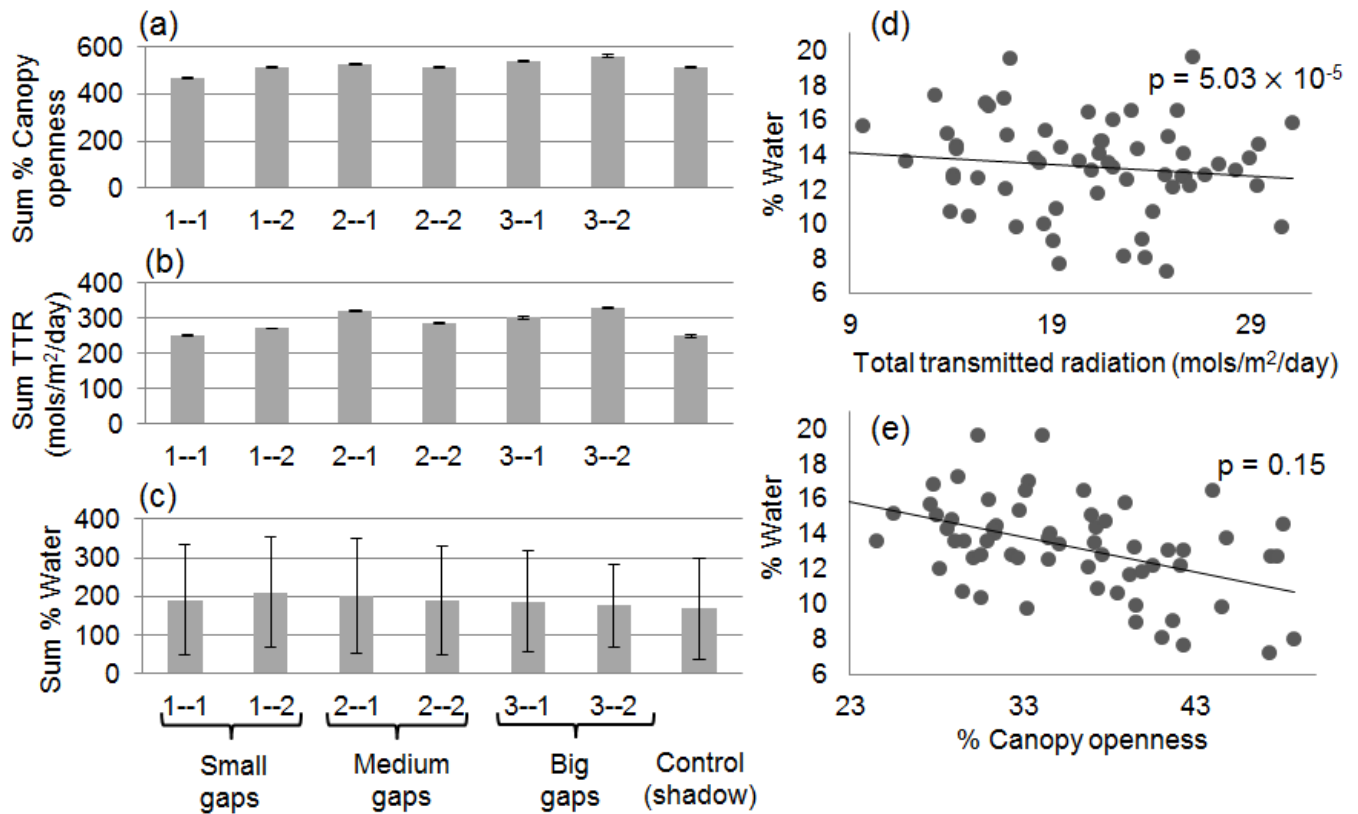 (a)
Sum % Canopy
openness
600
400
200
0
1--1 1--2 2--1 2--2 3--1 3--2
(b)
Sum TTR
(mols/m²/day)
400
300
200
100
0
1--1 1--2 2--1 2--2 3--1 3--2
(c)
Sum % Water
400
300
200
100
0
1--1 1--2 2--1 2--2 3--1 3--2
Small
gaps
Medium
gaps
Big
gaps
Control
(shadow)
(d)
p = 5.03 × 10⁻⁵
% Water
20
18
16
14
12
10
8
6
9 19 29
Total transmitted radiation (mols/m²/day)
(e)
p = 0.15
% Water
20
18
16
14
12
10
8
6
23 33 43
% Canopy openness